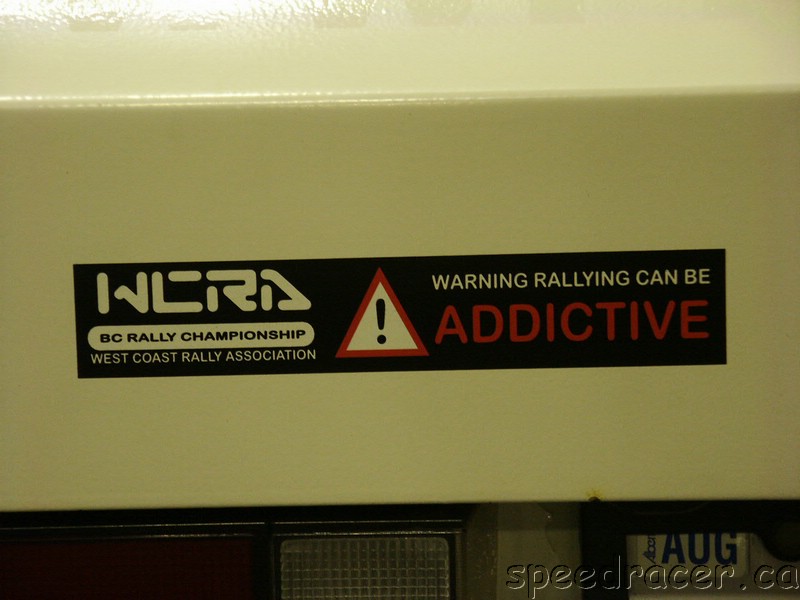 WCRA
BC RALLY CHAMPIONSHIP
WEST COAST RALLY ASSOCIATION
!
WARNING RALLYING CAN BE
ADDICTIVE
AUG
speedracer.ca